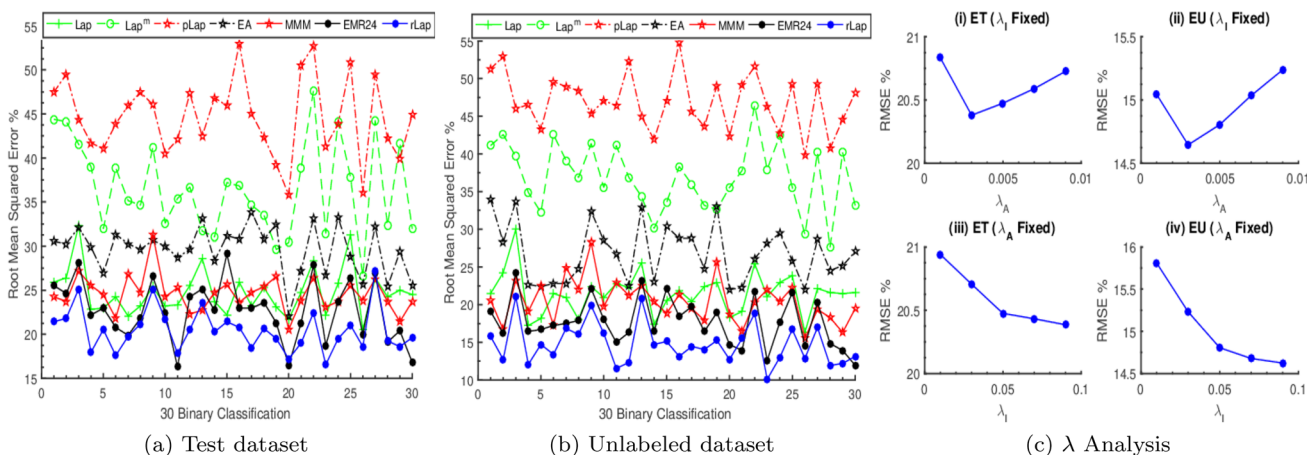 Lap Lap^m pLap EA MMM EMR24 rLap
Root Mean Squared Error %
55
50
45
40
35
30
25
20
15
0 5 10 15 20 25 30
30 Binary Classification
(a) Test dataset
Lap Lap^m pLap EA MMM EMR24 rLap
Root Mean Squared Error %
55
50
45
40
35
30
25
20
15
10
0 5 10 15 20 25 30
30 Binary Classification
(b) Unlabeled dataset
(i) ET (λ_I Fixed)
RMSE %
21
20.5
20
0 0.005 0.01
λ_A
(ii) EU (λ_I Fixed)
RMSE %
15.5
15
14.5
0 0.005 0.01
λ_A
(iii) ET (λ_A Fixed)
RMSE %
21
20.5
20
0 0.05 0.1
λ_I
(iv) EU (λ_A Fixed)
RMSE %
16
15.5
15
14.5
0 0.05 0.1
λ_I
(c) λ Analysis